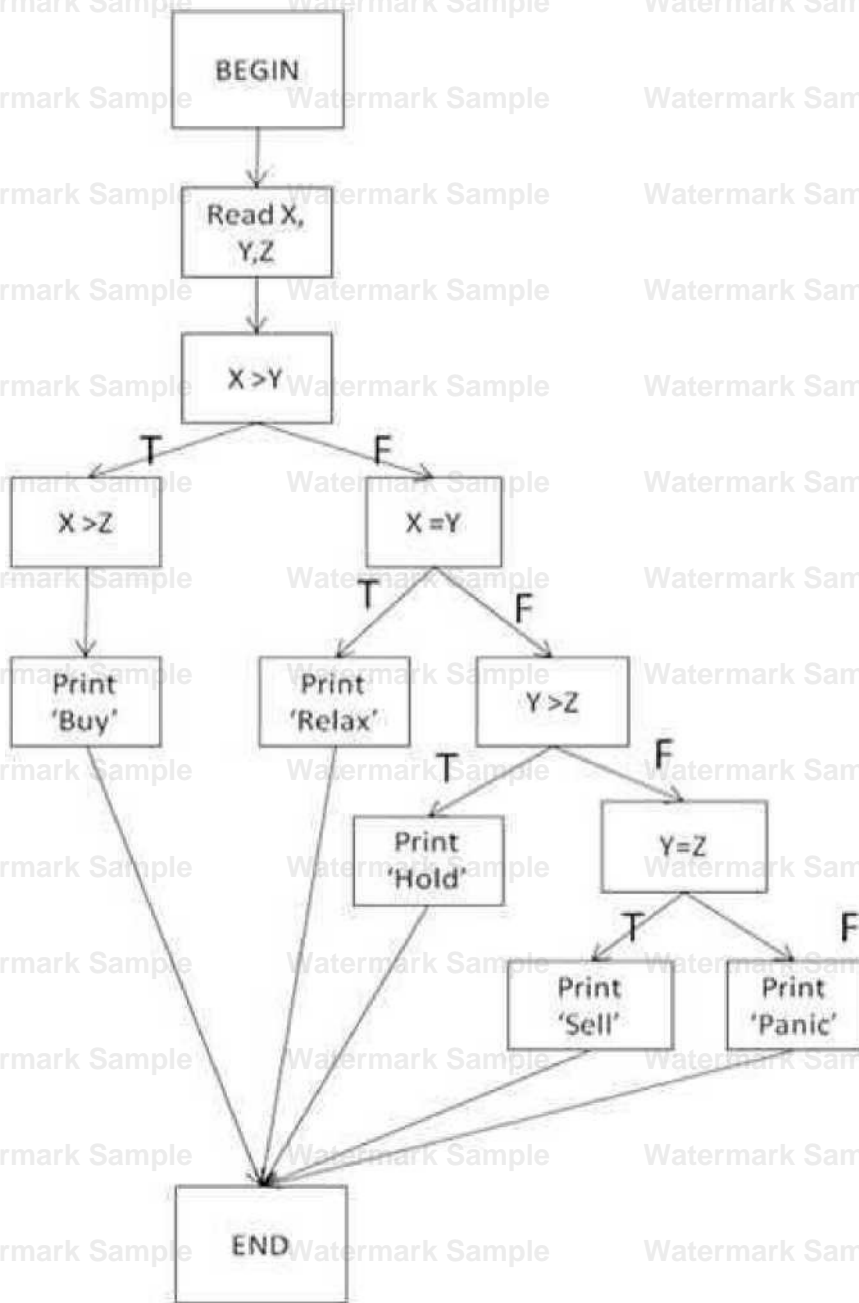 BEGIN
Read X,
Y,Z
X >Y
T
F
X >Z
X =Y
T
F
Print
‘Buy’
Print
‘Relax’
Y >Z
T
F
Print
‘Hold’
Y=Z
T
F
Print
‘Sell’
Print
‘Panic’
END
Watermark Sample